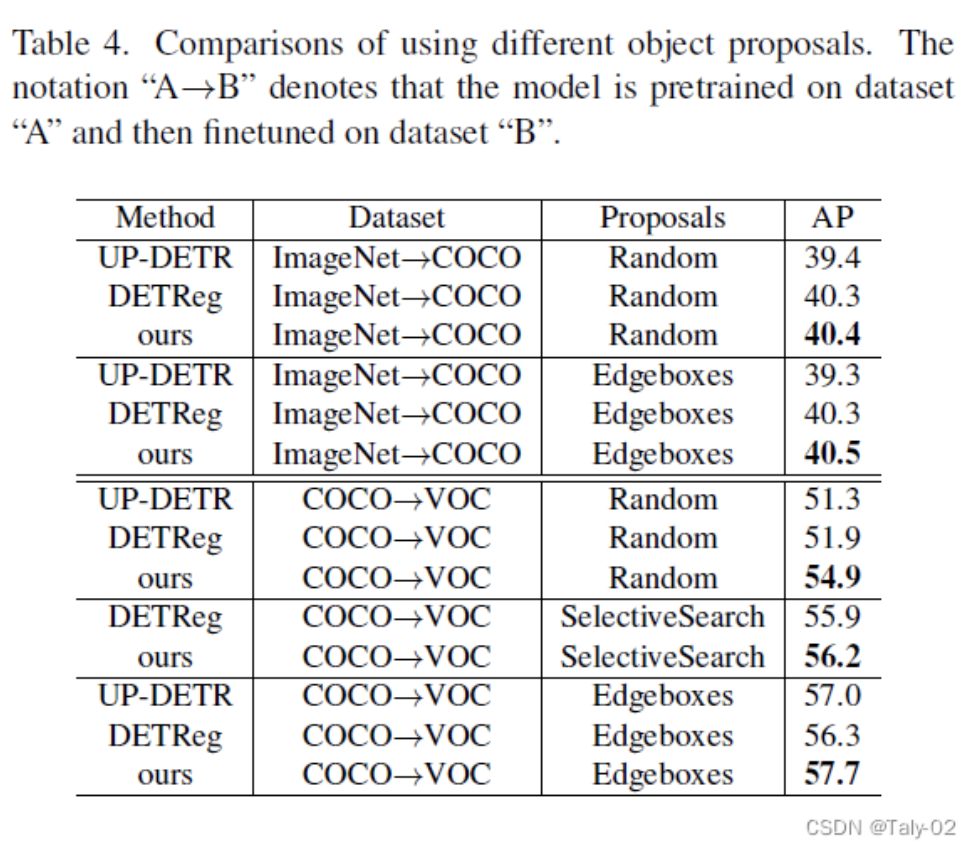 Table 4. Comparisons of using different object proposals. The
notation “A→B” denotes that the model is pretrained on dataset
“A” and then finetuned on dataset “B”.
Method Dataset Proposals AP
UP-DETR ImageNet→COCO Random 39.4
DETReg ImageNet→COCO Random 40.3
ours ImageNet→COCO Random 40.4
UP-DETR ImageNet→COCO Edgeboxes 39.3
DETReg ImageNet→COCO Edgeboxes 40.3
ours ImageNet→COCO Edgeboxes 40.5
UP-DETR COCO→VOC Random 51.3
DETReg COCO→VOC Random 51.9
ours COCO→VOC Random 54.9
DETReg COCO→VOC SelectiveSearch 55.9
ours COCO→VOC SelectiveSearch 56.2
UP-DETR COCO→VOC Edgeboxes 57.0
DETReg COCO→VOC Edgeboxes 56.3
ours COCO→VOC Edgeboxes 57.7
CSDN @Taly-02